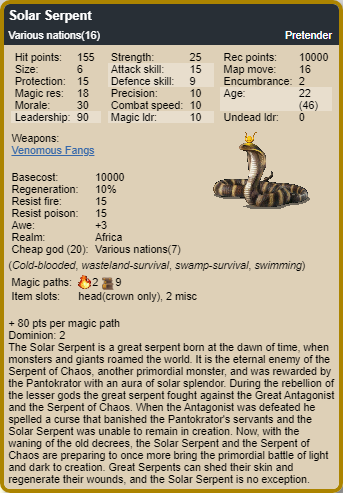 Solar Serpent
Various nations(16) Pretender
Hit points: 155 Strength: 25 Rec points: 10000
Size: 6 Attack skill: 15 Map move: 16
Protection: 15 Defence skill: 9 Encumbrance: 2
Magic res: 18 Precision: 10 Age: 22
Morale: 30 Combat speed: 10 (46)
Leadership: 90 Magic ldr: 10 Undead ldr: 0
Weapons:
Venomous Fangs
Basecost: 10000
Regeneration: 10%
Resist fire: 15
Resist poison: 15
Awe: +3
Realm: Africa
Cheap god (20): Various nations(7)
(Cold-blooded, wasteland-survival, swamp-survival, swimming)
Magic paths: 2 9
Item slots: head(crown only), 2 misc
+ 80 pts per magic path
Dominion: 2
The Solar Serpent is a great serpent born at the dawn of time, when
monsters and giants roamed the world. It is the eternal enemy of the
Serpent of Chaos, another primordial monster, and was rewarded by
the Pantokrator with an aura of solar splendor. During the rebellion of
the lesser gods the great serpent fought against the Great Antagonist
and the Serpent of Chaos. When the Antagonist was defeated he
spelled a curse that banished the Pantokrator's servants and the
Solar Serpent was unable to remain in creation. Now, with the
waning of the old decrees, the Solar Serpent and the Serpent of
Chaos are preparing to once more bring the primordial battle of light
and dark to creation. Great Serpents can shed their skin and
regenerate their wounds, and the Solar Serpent is no exception.